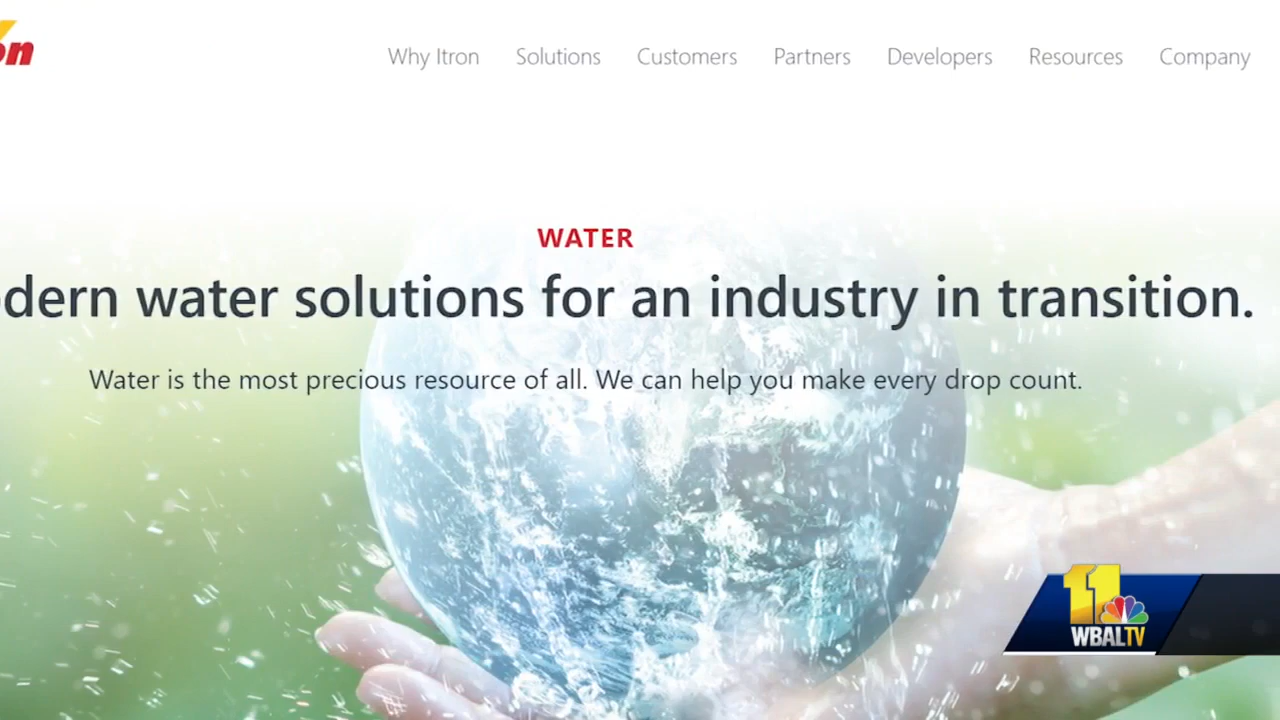 on
Why Itron Solutions Customers Partners Developers Resources Company
WATER
dern water solutions for an industry in transition.
Water is the most precious resource of all. We can help you make every drop count.
11
WBALTV